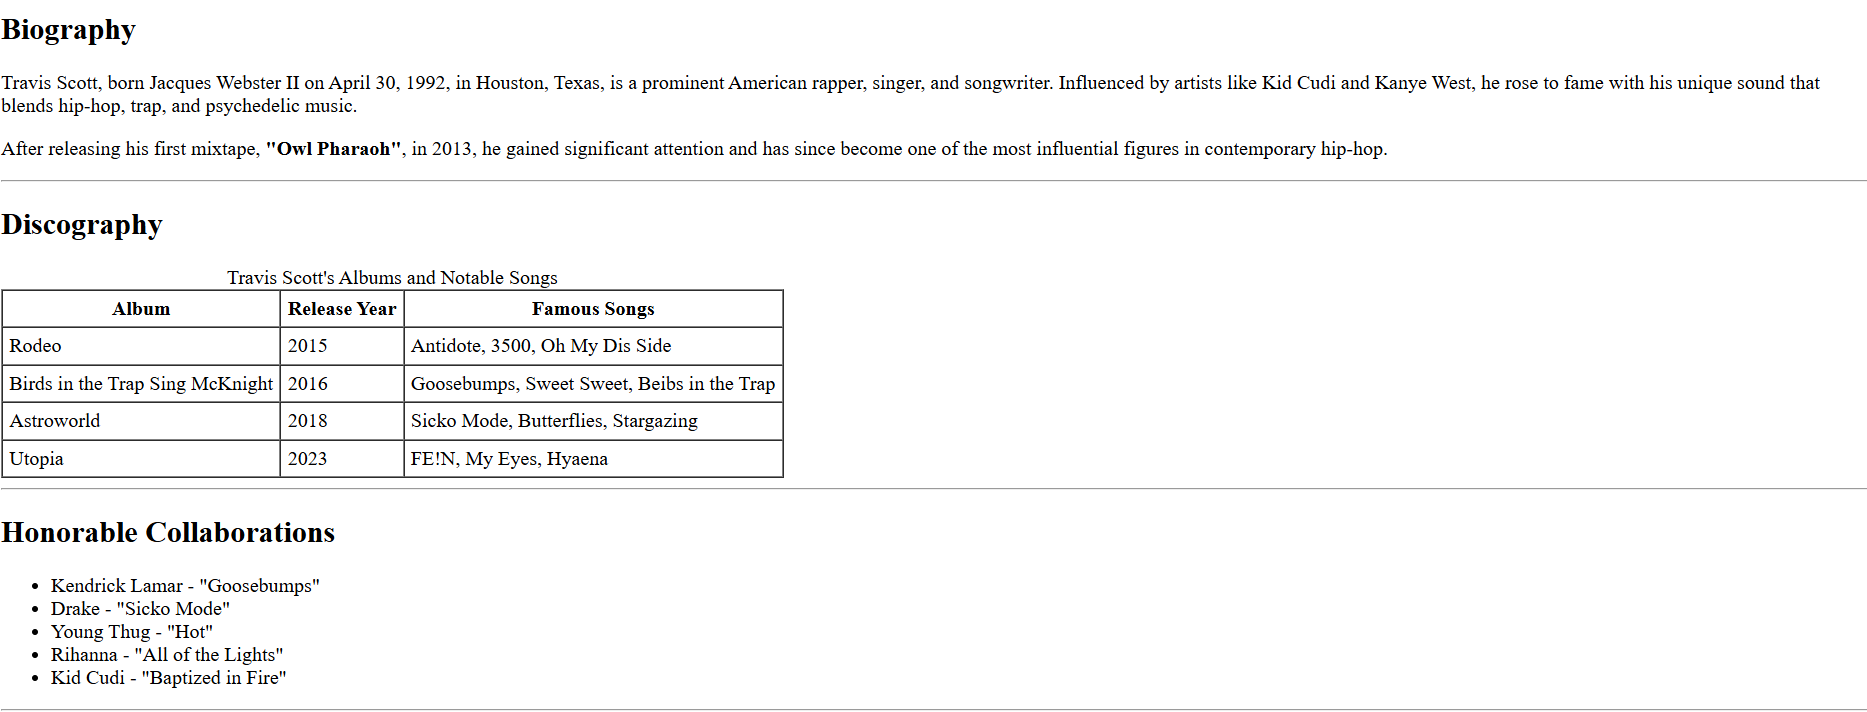 Biography
Travis Scott, born Jacques Webster II on April 30, 1992, in Houston, Texas, is a prominent American rapper, singer, and songwriter. Influenced by artists like Kid Cudi and Kanye West, he rose to fame with his unique sound that
blends hip-hop, trap, and psychedelic music.
After releasing his first mixtape, "Owl Pharaoh", in 2013, he gained significant attention and has since become one of the most influential figures in contemporary hip-hop.
Discography
Travis Scott's Albums and Notable Songs
Album Release Year Famous Songs
Rodeo 2015 Antidote, 3500, Oh My Dis Side
Birds in the Trap Sing McKnight 2016 Goosebumps, Sweet Sweet, Beibs in the Trap
Astroworld 2018 Sicko Mode, Butterflies, Stargazing
Utopia 2023 FE!N, My Eyes, Hyaena
Honorable Collaborations
• Kendrick Lamar - "Goosebumps"
• Drake - "Sicko Mode"
• Young Thug - "Hot"
• Rihanna - "All of the Lights"
• Kid Cudi - "Baptized in Fire"